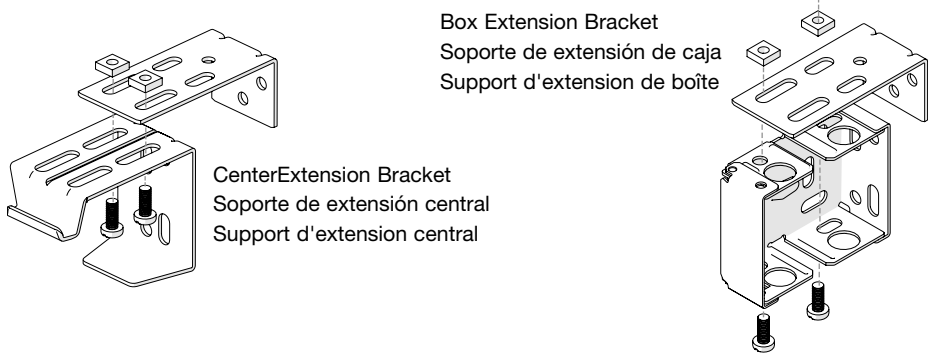 Box Extension Bracket
Soporte de extensión de caja
Support d'extension de boîte
CenterExtension Bracket
Soporte de extensión central
Support d'extension central